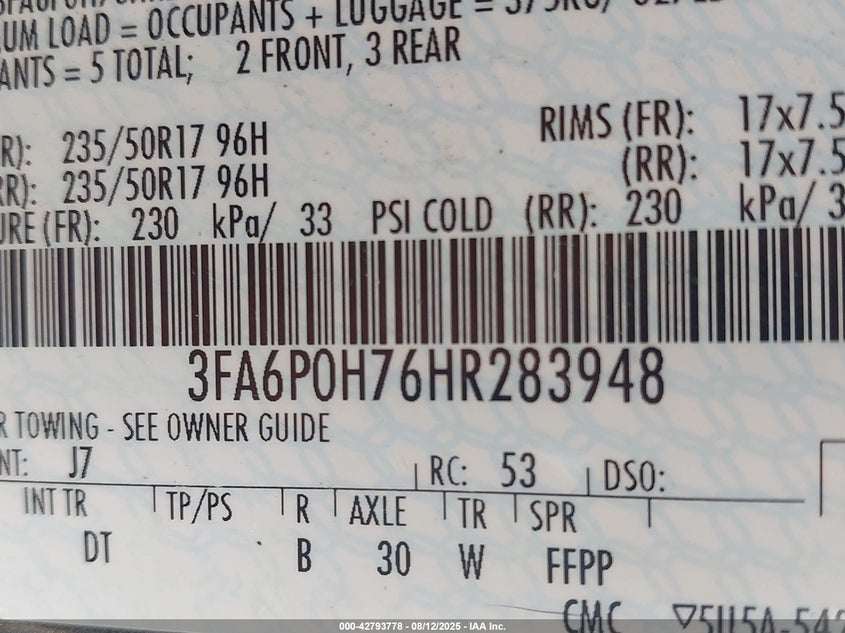 UM LOAD = OCCUPANTS + LUGGAGE =
ANTS = 5 TOTAL; 2 FRONT, 3 REAR
R): 235/50R17 96H RIMS (FR): 17x7.5
RR): 235/50R17 96H (RR): 17x7.5
URE (FR): 230 kPa/ 33 PSI COLD (RR): 230 kPa/ 3
3FA6P0H76HR283948
R TOWING - SEE OWNER GUIDE
NT: J7 RC: 53 DSO:
INT TR TP/PS R AXLE TR SPR
DT B 30 W FFPP
CMC
000-42793778 - 08/12/2025 - IAA Inc.